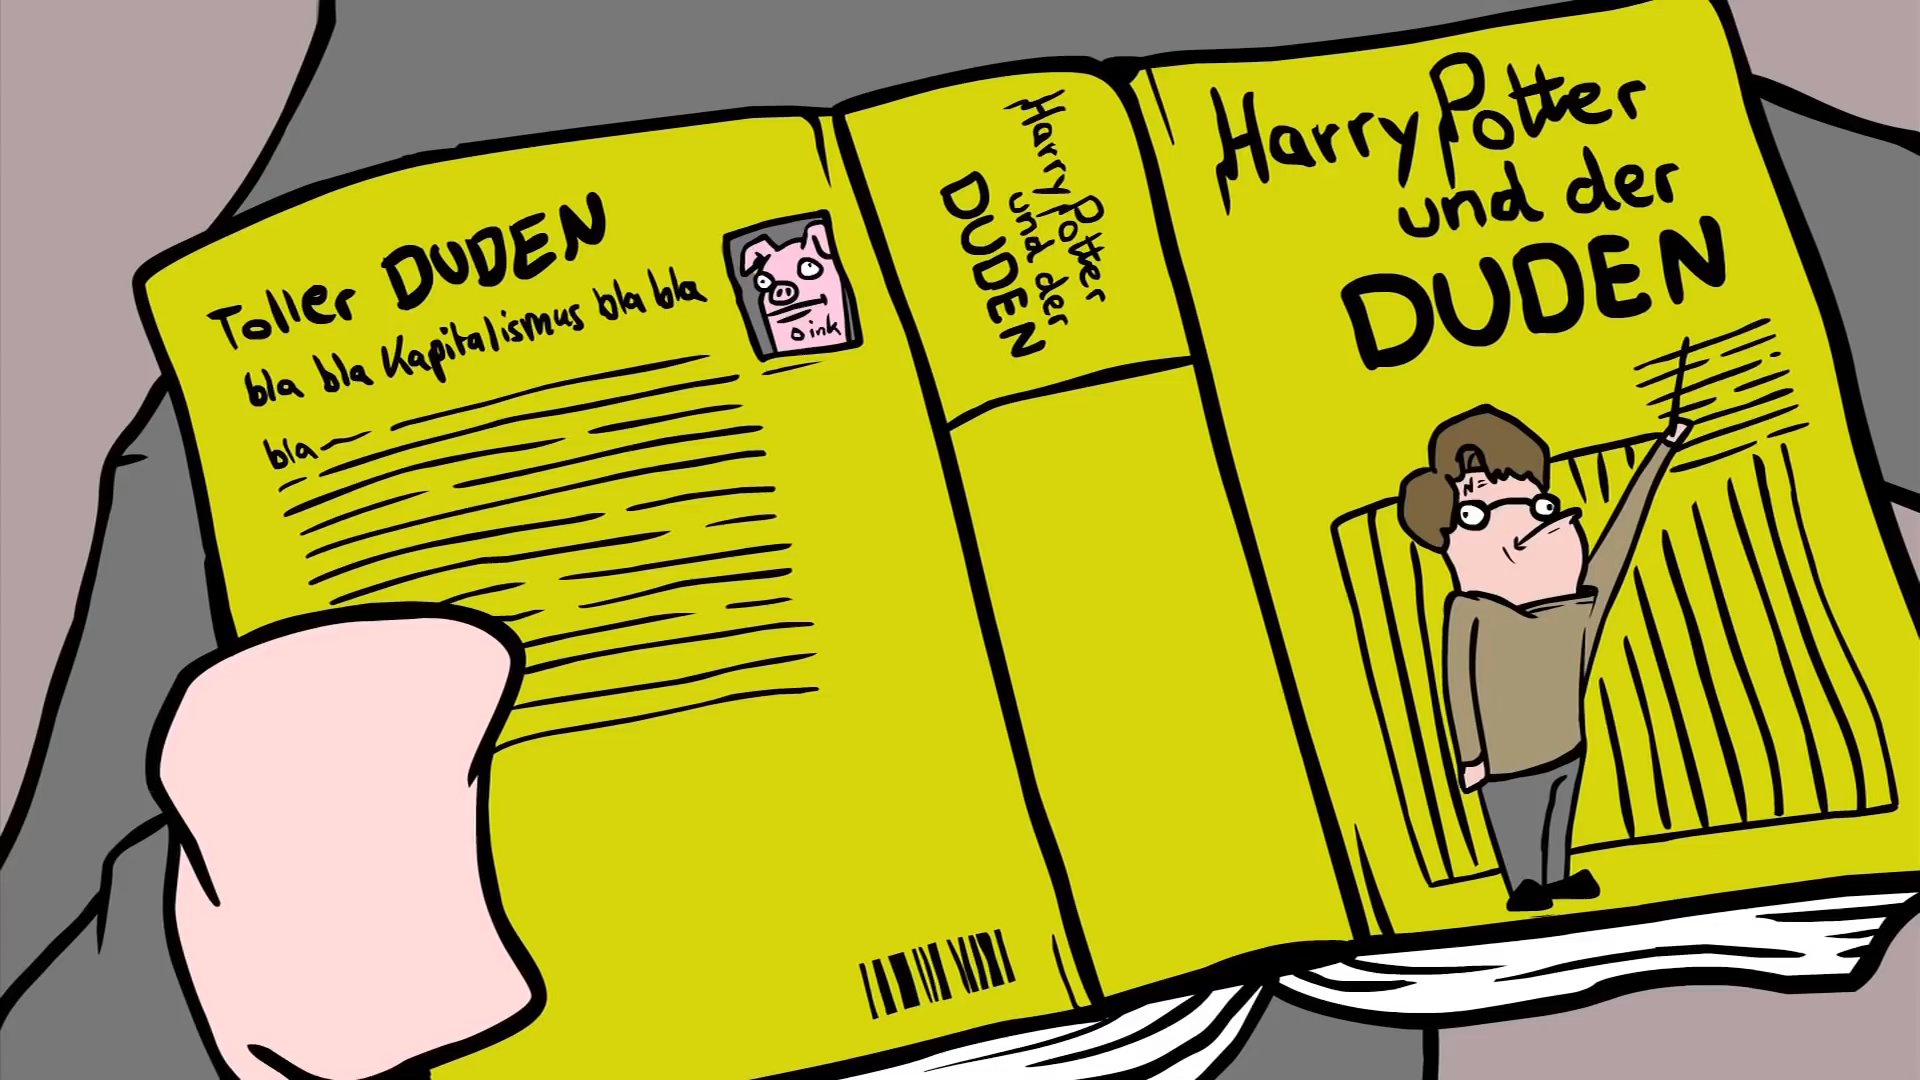 Toller DUDEN
bla bla Kapitalismus bla bla
bla
Oink
Harry Potter
und der
DUDEN
Harry Potter
und der
DUDEN